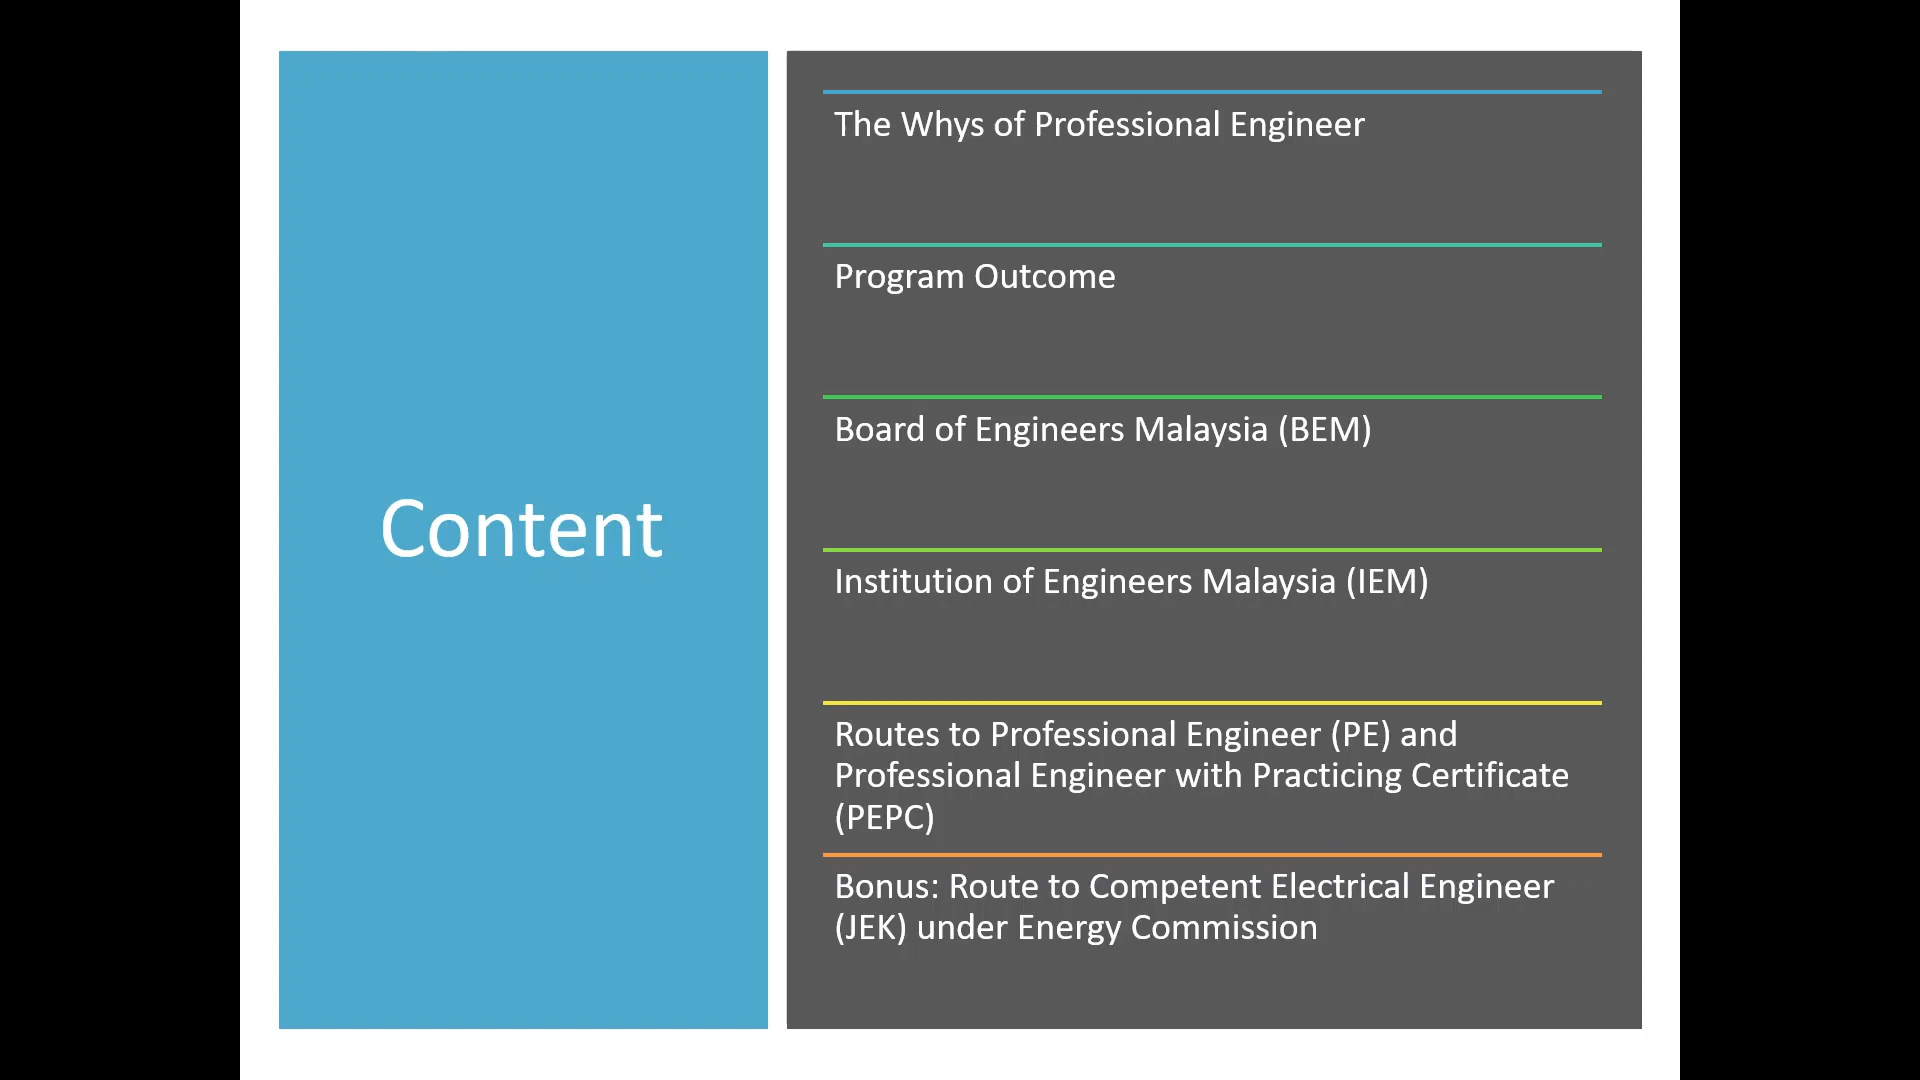 Content
The Whys of Professional Engineer
Program Outcome
Board of Engineers Malaysia (BEM)
Institution of Engineers Malaysia (IEM)
Routes to Professional Engineer (PE) and
Professional Engineer with Practicing Certificate
(PEPC)
Bonus: Route to Competent Electrical Engineer
(JEK) under Energy Commission